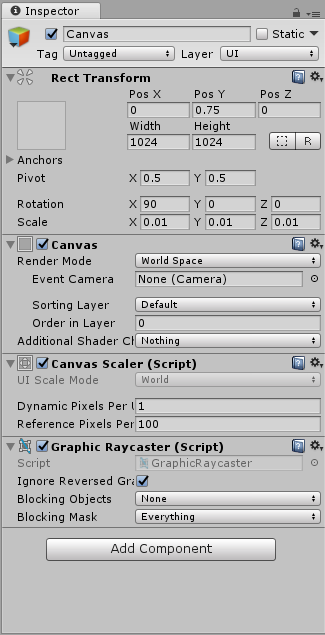 Inspector
Canvas Static
Tag Untagged Layer UI
Rect Transform
Pos X Pos Y Pos Z
0 0.75 0
Width Height
1024 1024 R
Anchors
Pivot X 0.5 Y 0.5
Rotation X 90 Y 0 Z 0
Scale X 0.01 Y 0.01 Z 0.01
Canvas
Render Mode World Space
Event Camera None (Camera)
Sorting Layer Default
Order in Layer 0
Additional Shader Ch Nothing
Canvas Scaler (Script)
UI Scale Mode World
Dynamic Pixels Per U 1
Reference Pixels Per 100
Graphic Raycaster (Script)
Script GraphicRaycaster
Ignore Reversed Gra
Blocking Objects None
Blocking Mask Everything
Add Component